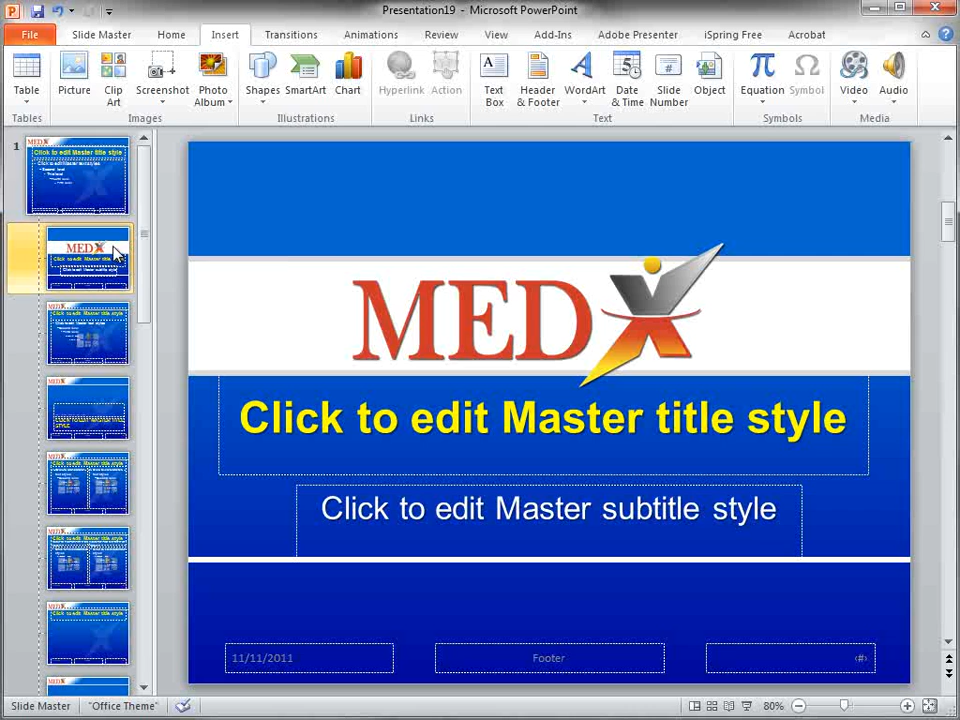 Presentation19 - Microsoft PowerPoint
File Slide Master Home Insert Transitions Animations Review View Add-Ins Adobe Presenter iSpring Free Acrobat
Table Picture Clip Art Screenshot Photo Album Shapes SmartArt Chart Hyperlink Action Text Box Header & Footer WordArt Date & Time Slide Number Object Equation Symbol Video Audio
Tables Images Illustrations Links Text Symbols Media
1
MEDX
Click to edit Master title style
Click to edit Master subtitle style
11/11/2011 Footer ‹#›
Slide Master "Office Theme" 80%